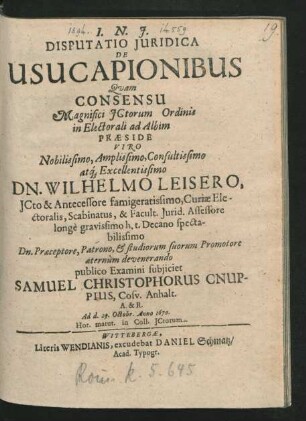 I. N. J.
DISPUTATIO JURIDICA
DE
USUCAPIONIBUS
Quam
CONSENSU
Magnifici JCtorum Ordinis
in Electorali ad Albim
PRÆSIDE
VIRO
Nobilissimo, Amplissimo, Consultissimo
atq; Excellentissimo
DN. WILHELMO LEISERO,
JCto & Antecessore famigeratissimo, Curiæ Ele-
ctoralis, Scabinatus, & Facult. Jurid. Assessore
longè gravissimo h. t. Decano specta-
bilissimo
Dn. Præceptore, Patrono, & studiorum suorum Promotore
æternùm devenerando
publico Examini subjiciet
SAMUEL CHRISTOPHORUS CNUP-
PIUS, Cosv. Anhalt.
A. & R.
Ad d. 29. Octobr. Anno 1670.
Hor. matut. in Coll. JCtorum.
WITTEBERGÆ,
Literis WENDIANIS, excudebat DANIEL Schmatz/
Acad. Typogr.